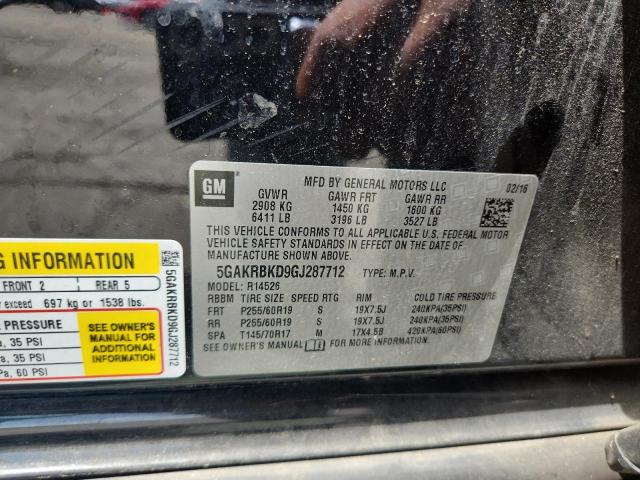 GM
MFD BY GENERAL MOTORS LLC 02/16
GVWR GAWR FRT GAWR RR
2908 KG 1450 KG 1600 KG
6411 LB 3196 LB 3527 LB
THIS VEHICLE CONFORMS TO ALL APPLICABLE U.S. FEDERAL MOTOR
VEHICLE SAFETY STANDARDS IN EFFECT ON THE DATE OF
MANUFACTURE SHOWN ABOVE.
5GAKRBKD9GJ287712 TYPE: M.P.V.
MODEL: R14526
RBBM TIRE SIZE SPEED RTG RIM COLD TIRE PRESSURE
FRT P255/60R19 S 19X7.5J 240KPA(35PSI)
RR P255/60R19 S 19X7.5J 240KPA(35PSI)
SPA T145/70R17 M 17X4.5B 420KPA(60PSI)
SEE OWNER'S MANUAL FOR MORE INFORMATION.
G INFORMATION
FRONT 2 REAR 5
exceed 697 kg or 1538 lbs.
PRESSURE
a, 35 PSI
a, 35 PSI
Pa, 60 PSI
SEE OWNER'S
MANUAL FOR
ADDITIONAL
INFORMATION
5GAKRBKD9GJ287712